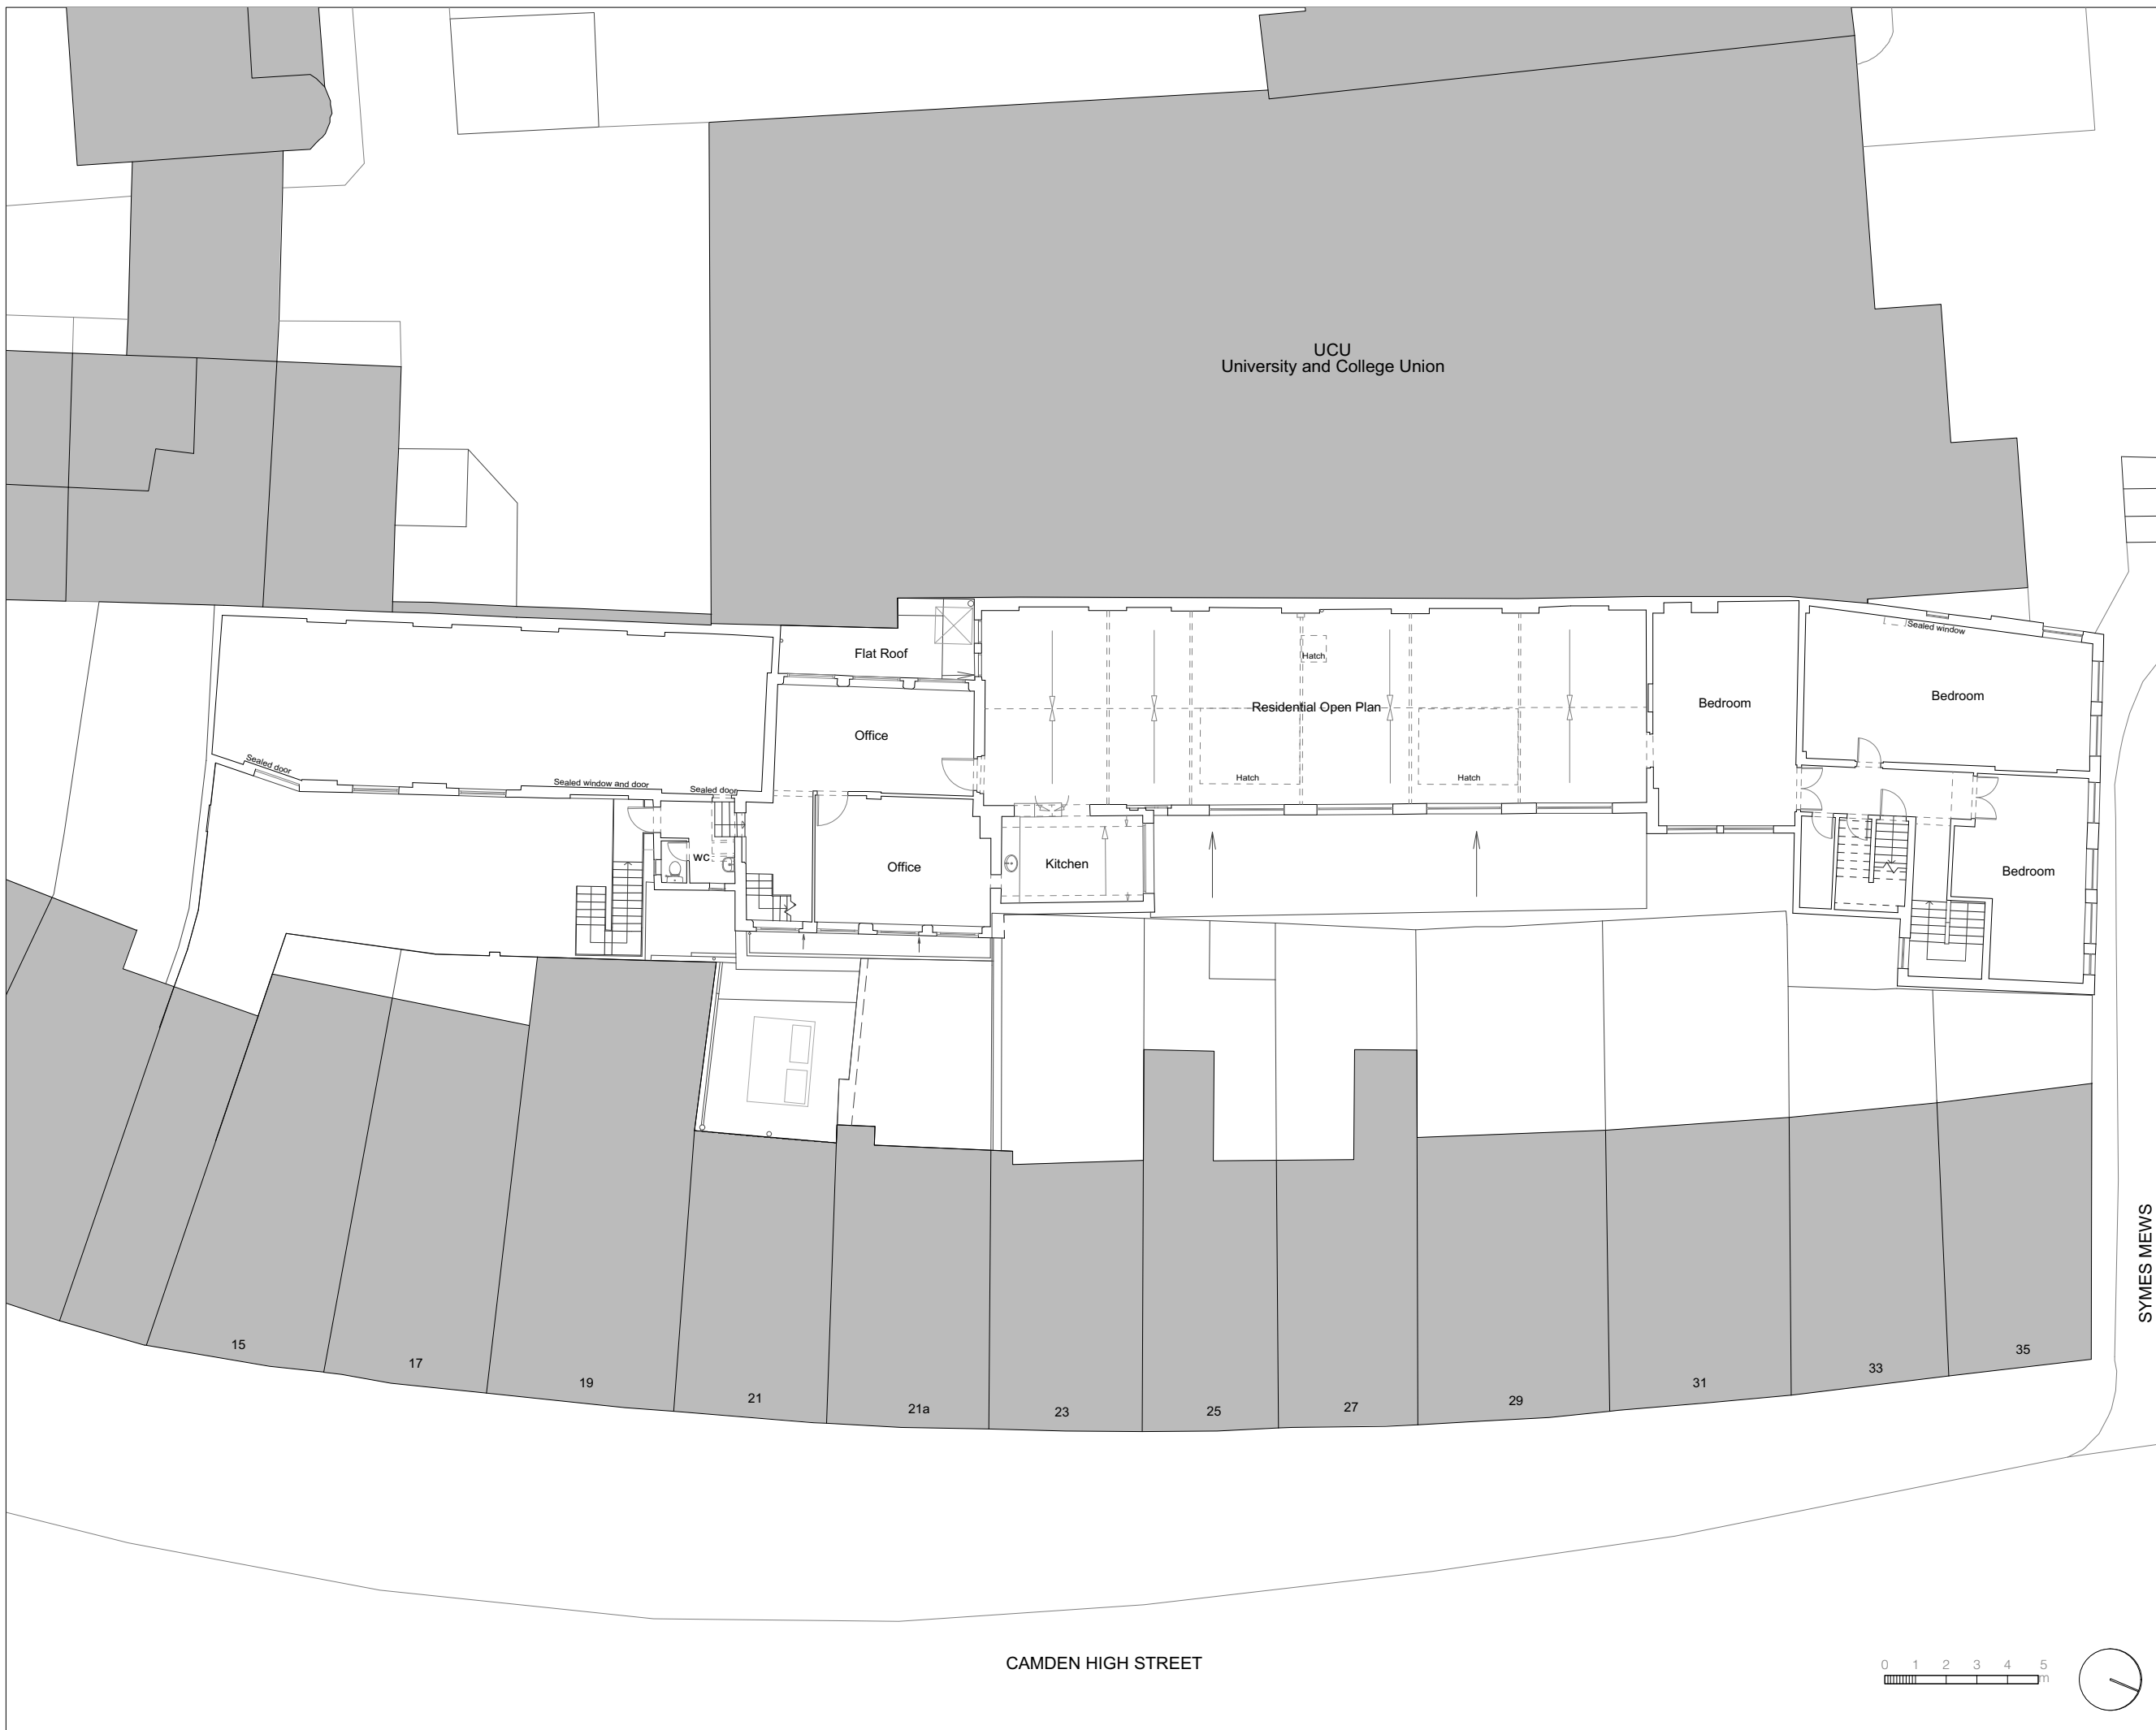 UCU
University and College Union
Sealed window
Hatch
Flat Roof
Bedroom
Bedroom
Residential Open Plan
Office
Sealed door
Hatch
Hatch
Sealed window and door
Sealed door
WC
Office
Kitchen
Bedroom
SYMES MEWS
15
17
19
21
21a
23
25
27
29
31
33
35
CAMDEN HIGH STREET
0 1 2 3 4 5
m